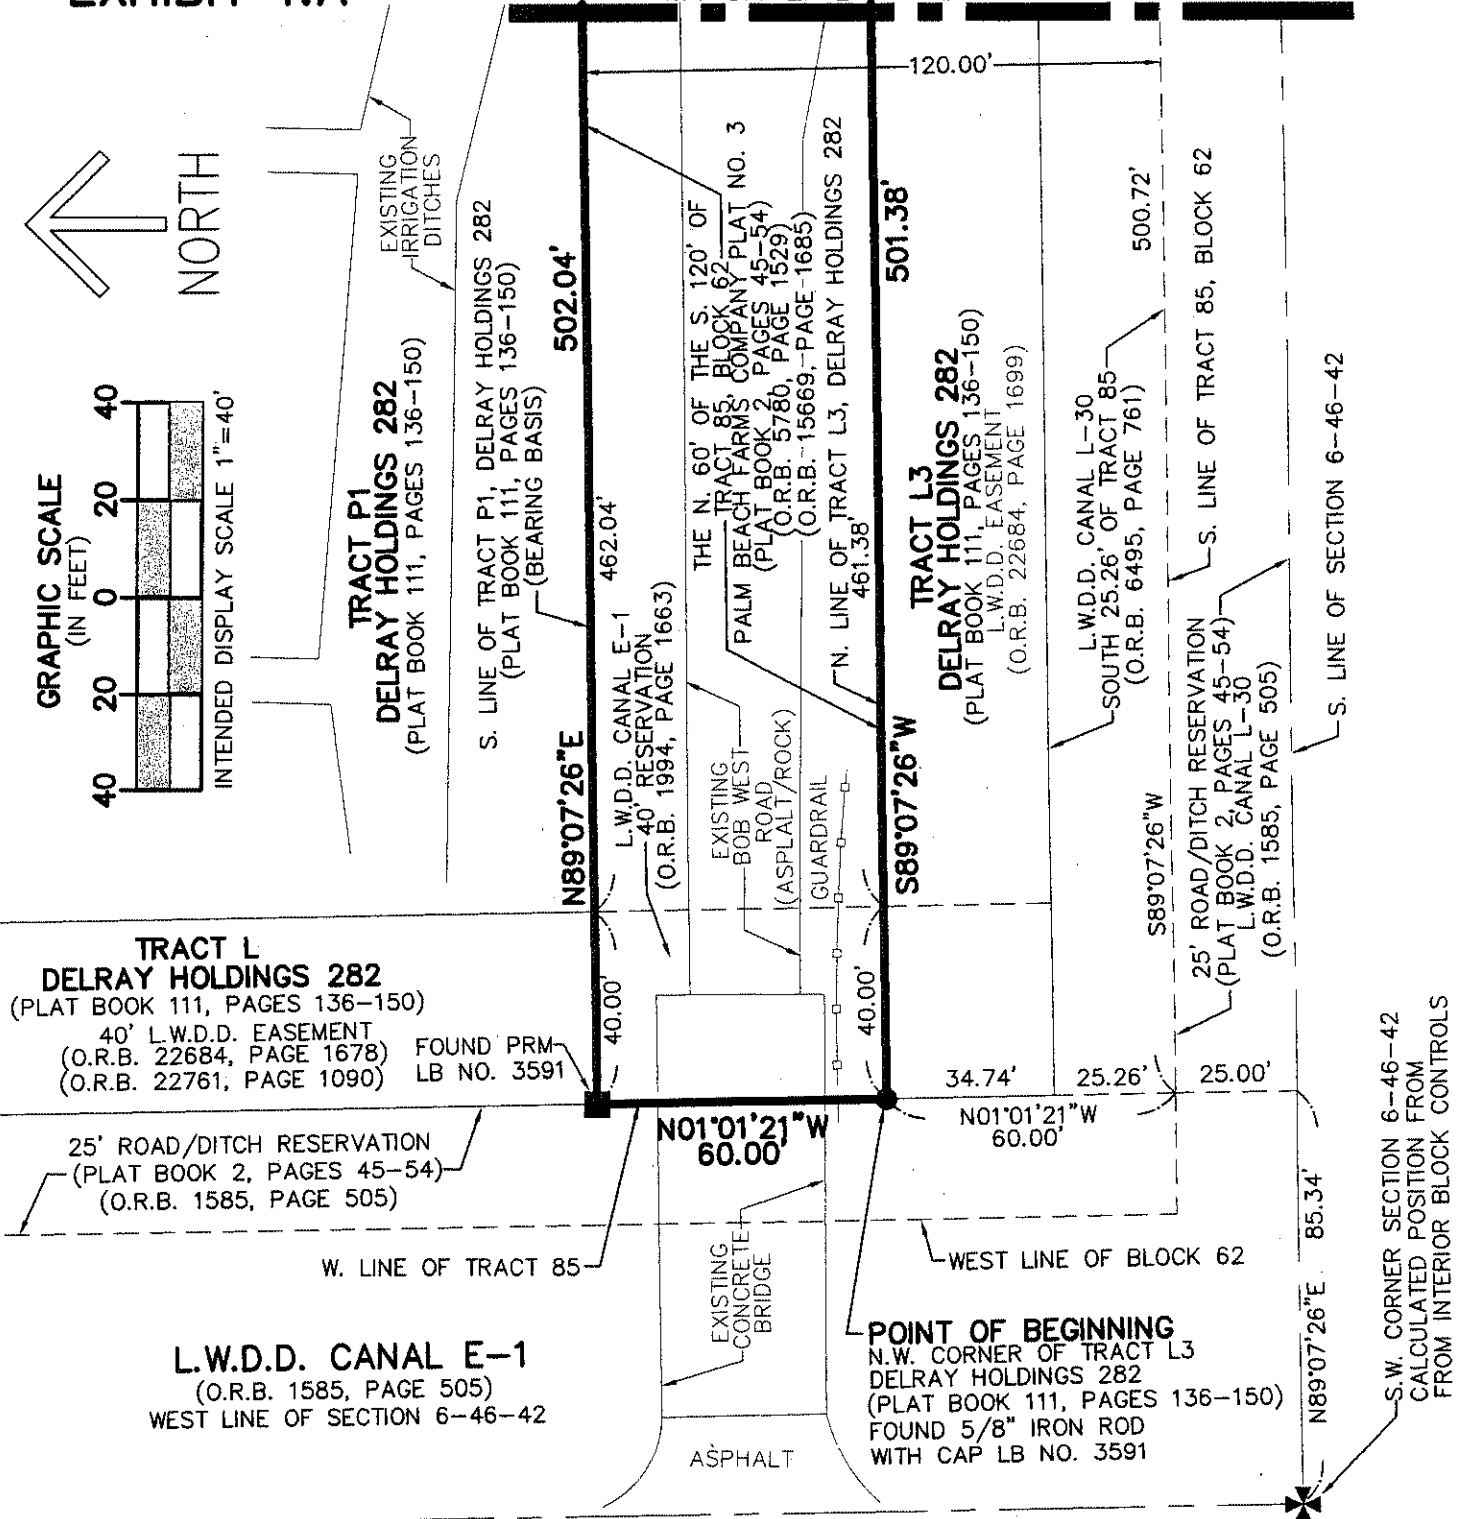 120.00'
EXISTING
IRRIGATION
DITCHES
NORTH
GRAPHIC SCALE
(IN FEET)
40 20 0 20 40
INTENDED DISPLAY SCALE 1"=40'
TRACT P1
DELRAY HOLDINGS 282
(PLAT BOOK 111, PAGES 136-150)
S. LINE OF TRACT P1, DELRAY HOLDINGS 282
(PLAT BOOK 111, PAGES 136-150)
(BEARING BASIS)
N89°07'26"E
502.04'
462.04'
40.00'
L.W.D.D. CANAL E-1
40' RESERVATION
(O.R.B. 1994, PAGE 1663)
THE N. 60' OF THE S. 120' OF
TRACT 85, BLOCK 62
PALM BEACH FARMS COMPANY PLAT NO. 3
(PLAT BOOK 2, PAGES 45-54)
(O.R.B. 5780, PAGE 1529)
(O.R.B. 15669, PAGE 1685)
EXISTING
BOB WEST
ROAD
(ASPLALT/ROCK)
GUARDRAIL
N. LINE OF TRACT L3, DELRAY HOLDINGS 282
461.38'
40.00'
S89°07'26"W
501.38'
TRACT L3
DELRAY HOLDINGS 282
(PLAT BOOK 111, PAGES 136-150)
L.W.D.D. EASEMENT
(O.R.B. 22684, PAGE 1699)
L.W.D.D. CANAL L-30
SOUTH 25.26' OF TRACT 85
(O.R.B. 6495, PAGE 761)
S89°07'26"W
500.72'
S. LINE OF TRACT 85, BLOCK 62
25' ROAD/DITCH RESERVATION
(PLAT BOOK 2, PAGES 45-54)
L.W.D.D. CANAL L-30
(O.R.B. 1585, PAGE 505)
S. LINE OF SECTION 6-46-42
TRACT L
DELRAY HOLDINGS 282
(PLAT BOOK 111, PAGES 136-150)
40' L.W.D.D. EASEMENT
(O.R.B. 22684, PAGE 1678)
(O.R.B. 22761, PAGE 1090)
FOUND PRM
LB NO. 3591
N01°01'21"W
60.00'
34.74'
25.26'
25.00'
N01°01'21"W
60.00'
25' ROAD/DITCH RESERVATION
(PLAT BOOK 2, PAGES 45-54)
(O.R.B. 1585, PAGE 505)
W. LINE OF TRACT 85
WEST LINE OF BLOCK 62
EXISTING
CONCRETE
BRIDGE
L.W.D.D. CANAL E-1
(O.R.B. 1585, PAGE 505)
WEST LINE OF SECTION 6-46-42
ASPHALT
POINT OF BEGINNING
N.W. CORNER OF TRACT L3
DELRAY HOLDINGS 282
(PLAT BOOK 111, PAGES 136-150)
FOUND 5/8" IRON ROD
WITH CAP LB NO. 3591
N89°07'26"E 85.34'
S.W. CORNER SECTION 6-46-42
CALCULATED POSITION FROM
FROM INTERIOR BLOCK CONTROLS